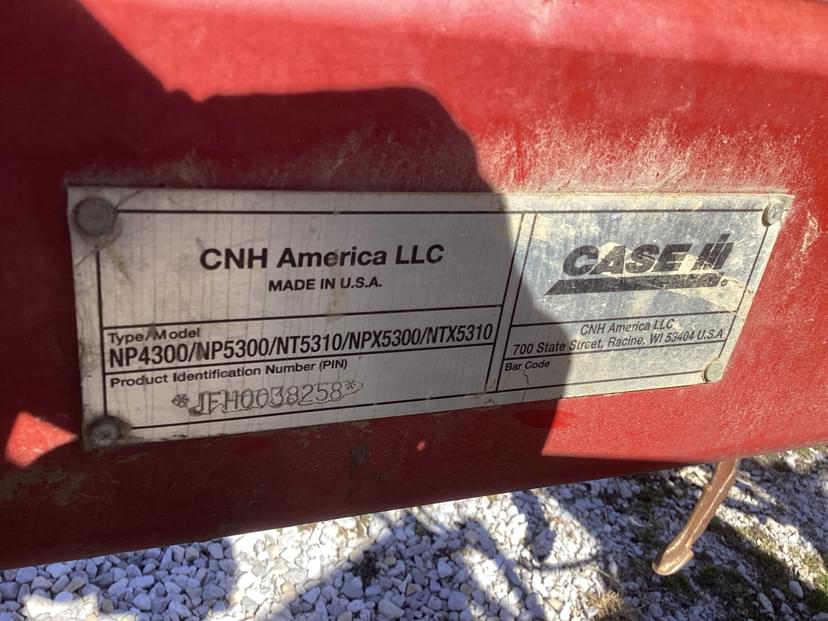 CNH America LLC
MADE IN U.S.A.
Type/Model
NP4300/NP5300/NT5310/NPX5300/NTX5310
Product Identification Number (PIN)
*JFH0038258*
CASE IH®
CNH America LLC
700 State Street, Racine, WI 53404 U.S.A
Bar Code